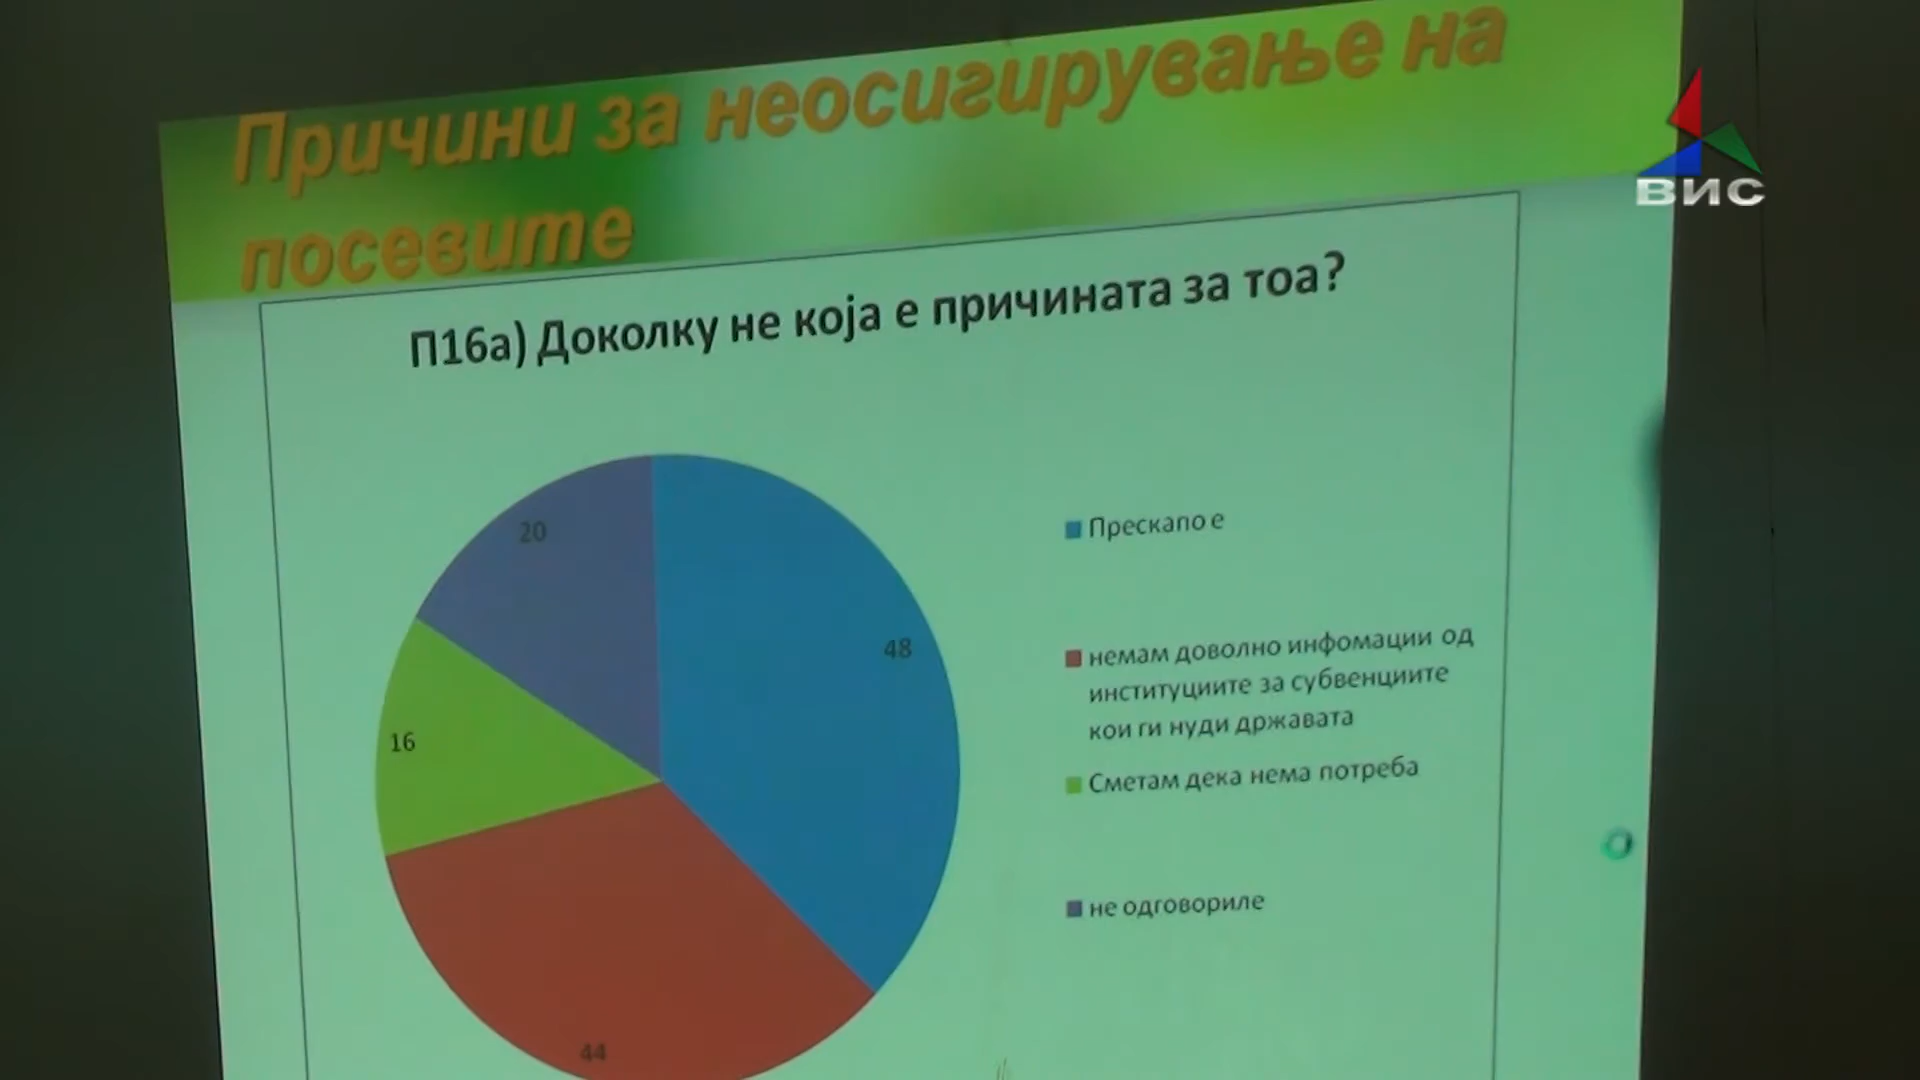 Причини за неосигирување на
посевите
ВИС
П16а) Доколку не која е причината за тоа?
20
48
16
44
Прескапо е
немам доволно инфомации од
институциите за субвенциите
кои ги нуди државата
Сметам дека нема потреба
не одговориле